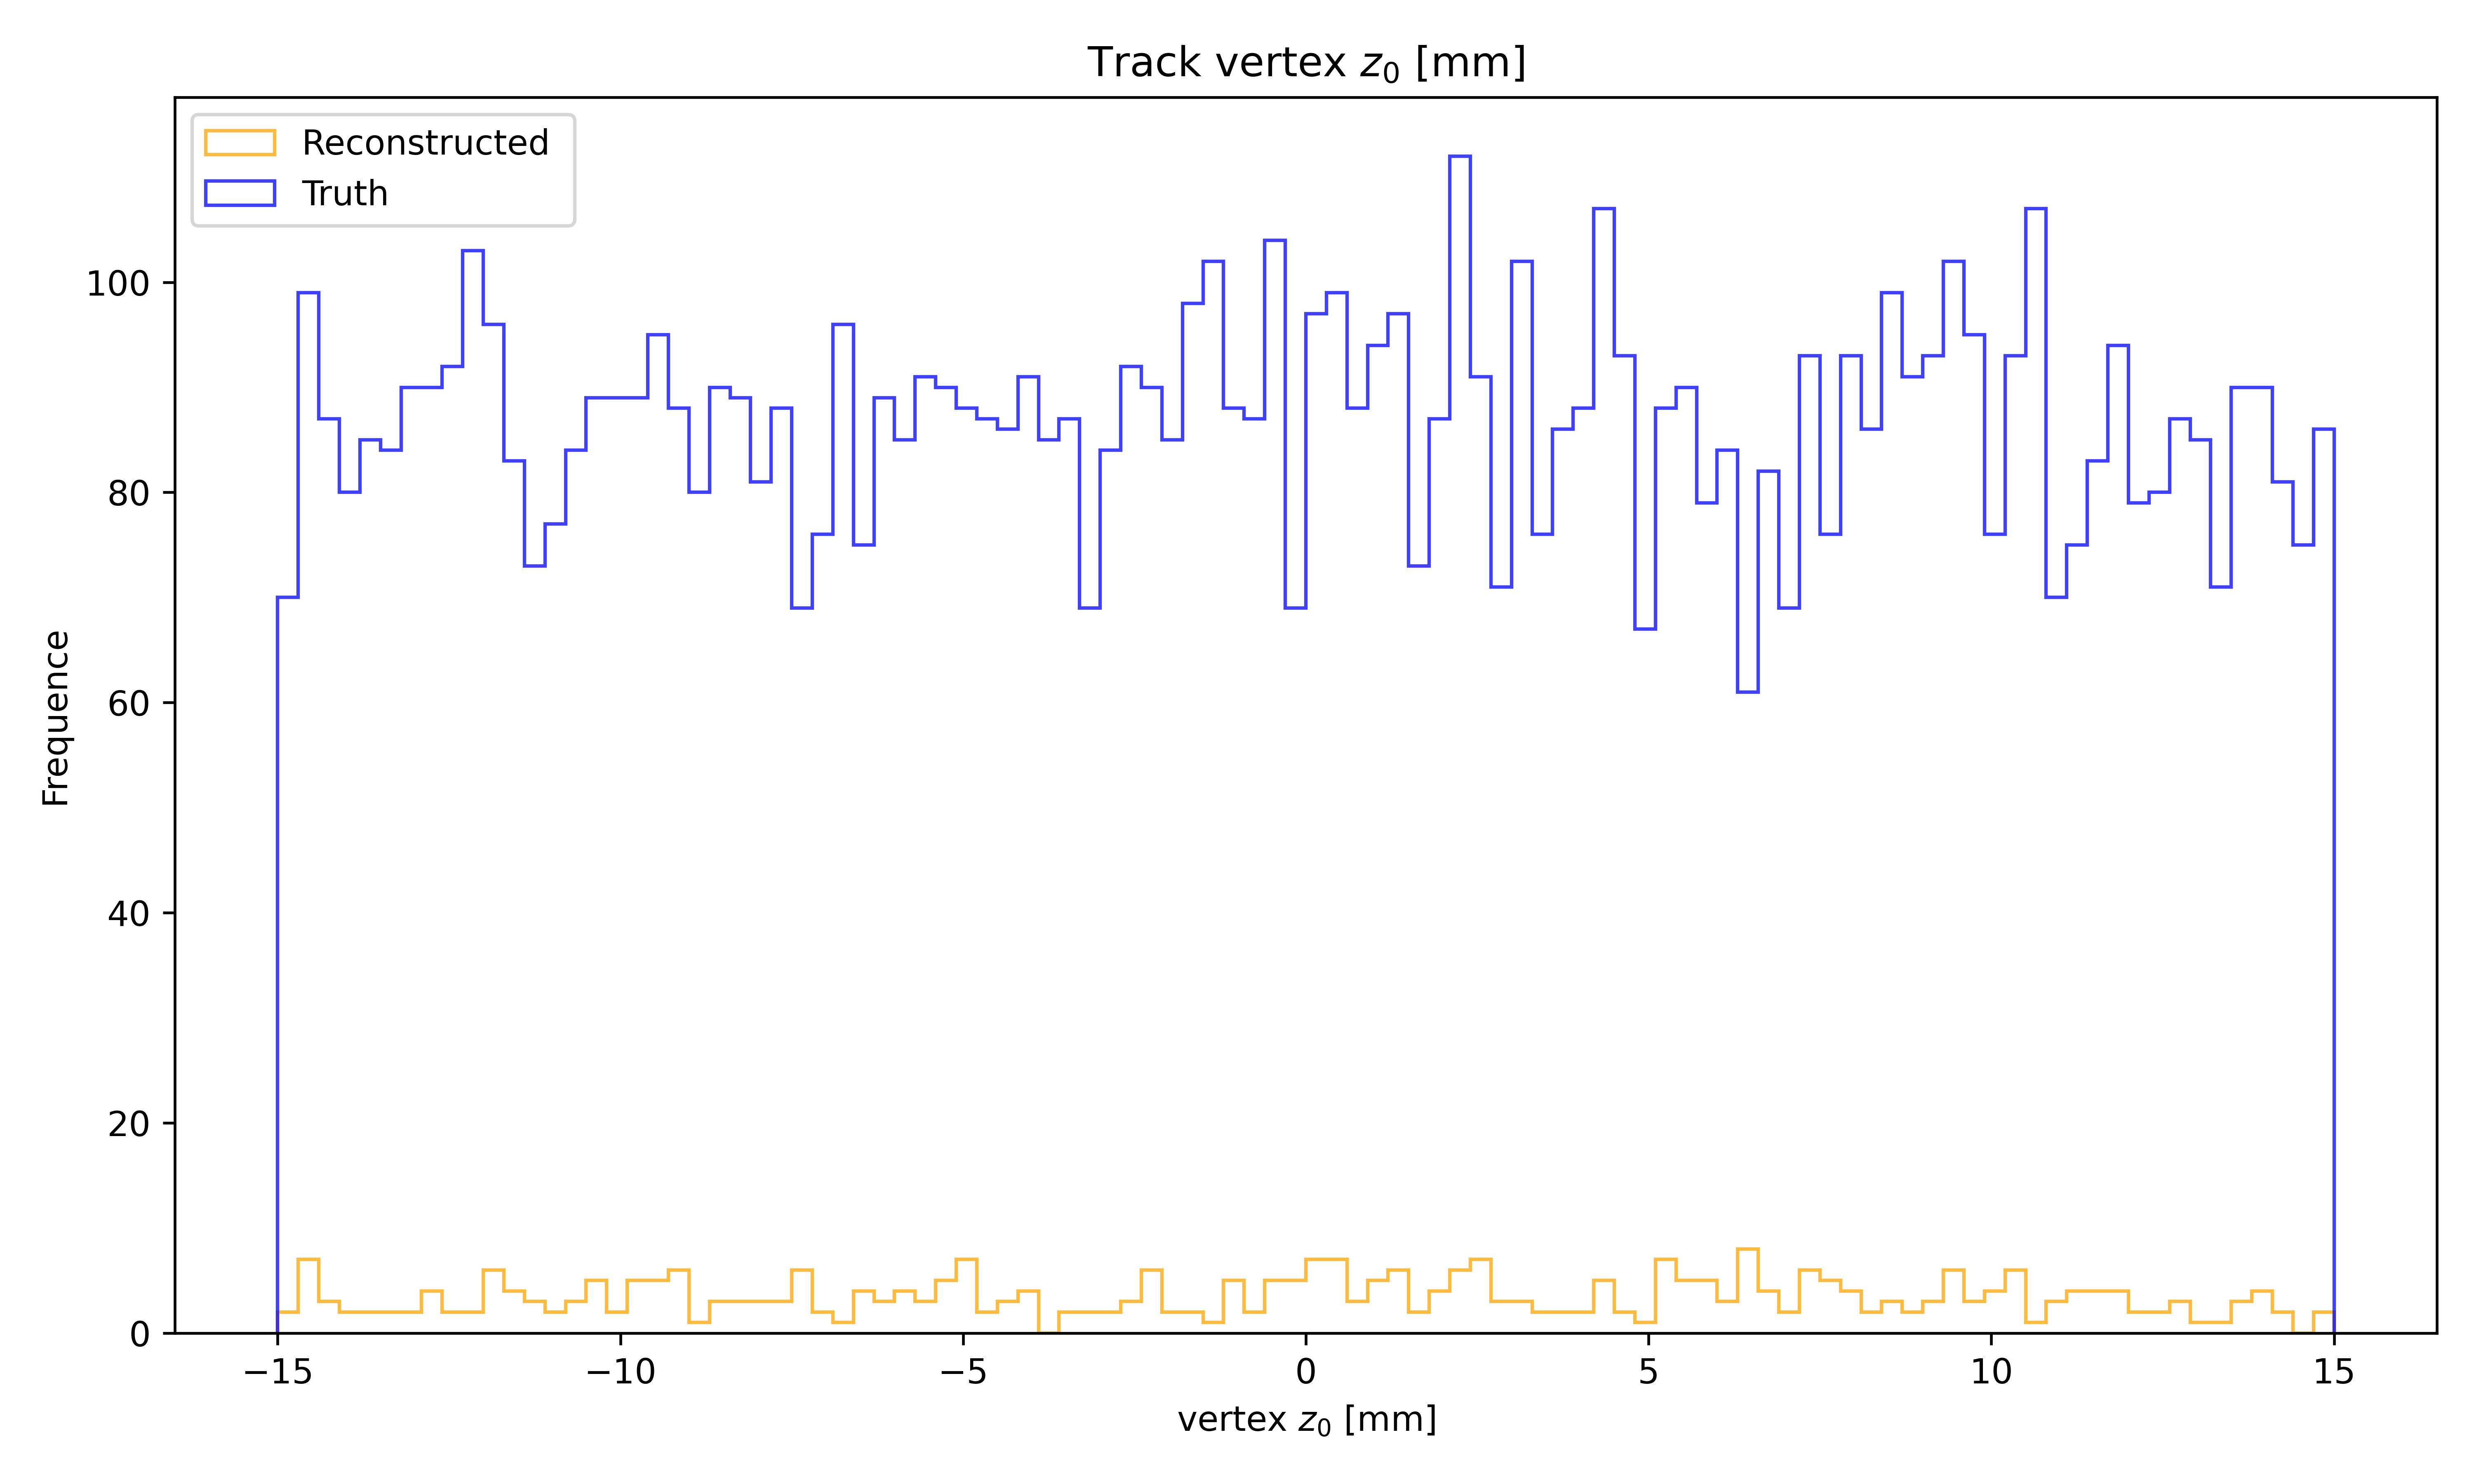 Track vertex z₀ [mm]
Reconstructed
Truth
100
80
60
40
20
0
Frequence
−15
−10
−5
0
5
10
15
vertex z₀ [mm]